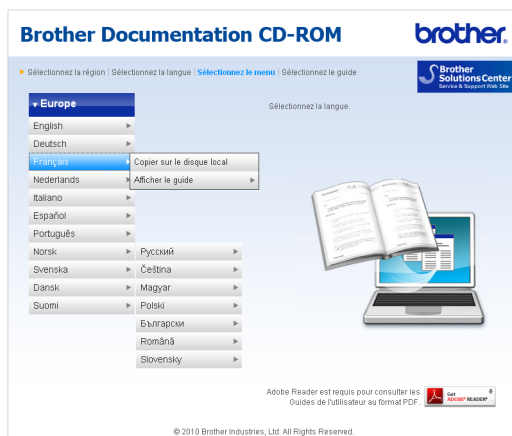 Brother Documentation CD-ROM
brother
Sélectionnez la région | Sélectionnez la langue | Sélectionnez le menu | Sélectionnez le guide
Brother
Solutions Center
Service & Support Web Site
Europe
Sélectionnez la langue.
English
Deutsch
Français
Copier sur le disque local
Nederlands
Afficher le guide
Italiano
Español
Português
Norsk
Русский
Svenska
Čeština
Dansk
Magyar
Suomi
Polski
Български
Română
Slovensky
Adobe Reader est requis pour consulter les
Guides de l'utilisateur au format PDF.
Get
ADOBE® READER®
© 2010 Brother Industries, Ltd. All Rights Reserved.